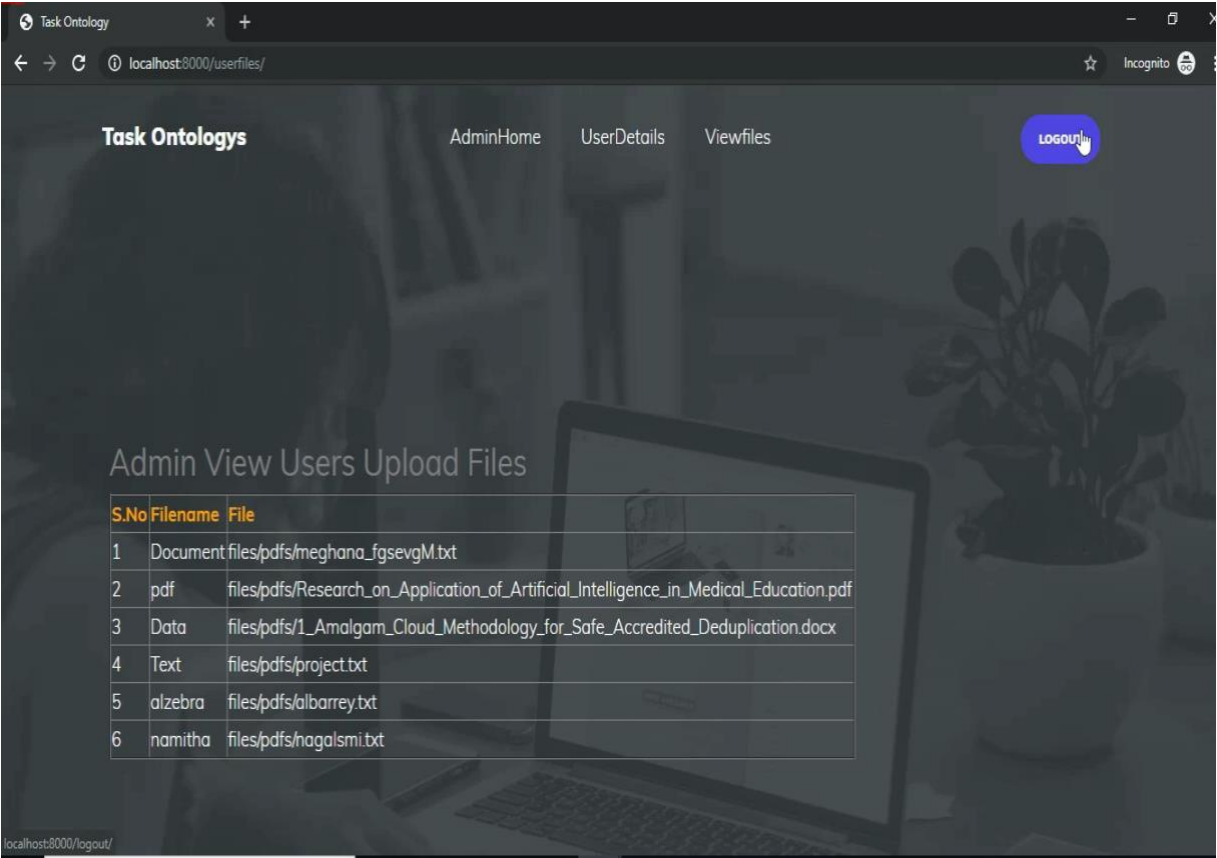 Task Ontology
localhost:8000/userfiles/
Incognito
Task Ontologys AdminHome UserDetails Viewfiles LOGOUT
Admin View Users Upload Files
S.No Filename File
1 Document files/pdfs/meghana_fgsevgM.txt
2 pdf files/pdfs/Research_on_Application_of_Artificial_Intelligence_in_Medical_Education.pdf
3 Data files/pdfs/1_Amalgam_Cloud_Methodology_for_Safe_Accredited_Deduplication.docx
4 Text files/pdfs/project.txt
5 alzebra files/pdfs/albarrey.txt
6 namitha files/pdfs/nagalsmi.txt
localhost:8000/logout/